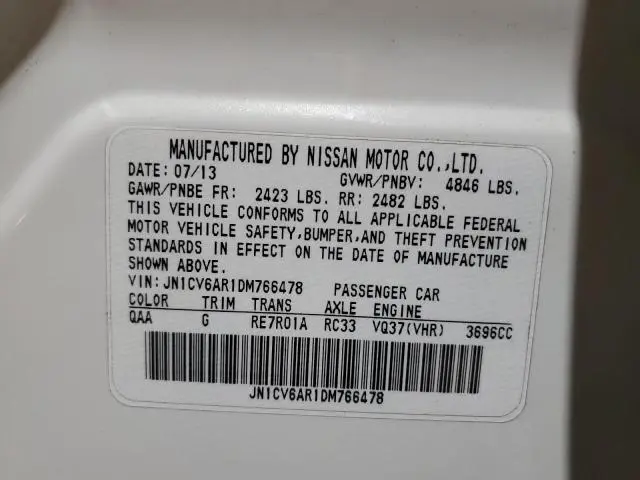 MANUFACTURED BY NISSAN MOTOR CO.,LTD.
DATE: 07/13 GVWR/PNBV: 4846 LBS.
GAWR/PNBE FR: 2423 LBS. RR: 2482 LBS.
THIS VEHICLE CONFORMS TO ALL APPLICABLE FEDERAL
MOTOR VEHICLE SAFETY,BUMPER,AND THEFT PREVENTION
STANDARDS IN EFFECT ON THE DATE OF MANUFACTURE
SHOWN ABOVE.
VIN:JN1CV6AR1DM766478 PASSENGER CAR
COLOR TRIM TRANS AXLE ENGINE
QAA G RE7R01A RC33 VQ37(VHR) 3696CC
JN1CV6AR1DM766478